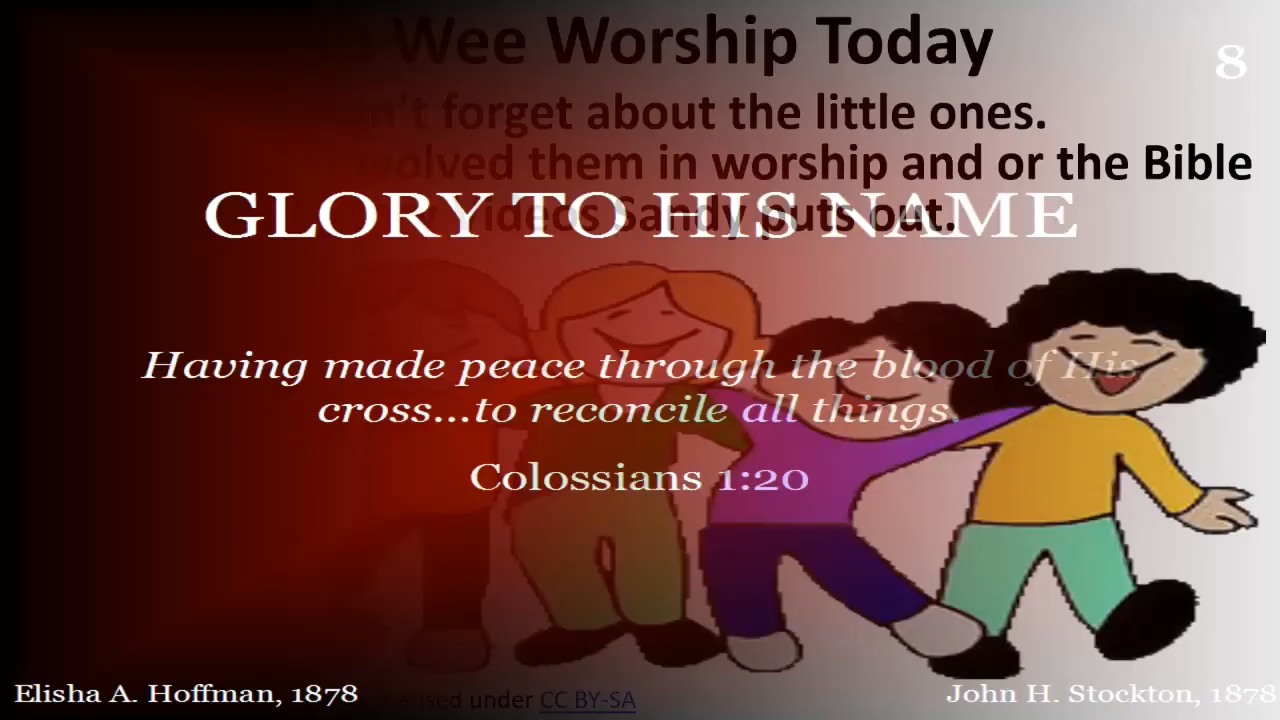 Wee Worship Today
8
forget about the little ones.
them in worship and or the Bible
GLORY TO HIS NAME
Sandy puts out.
Having made peace through the blood of His
cross...to reconcile all things.
Colossians 1:20
Elisha A. Hoffman, 1878
under CC BY-SA
John H. Stockton, 1878